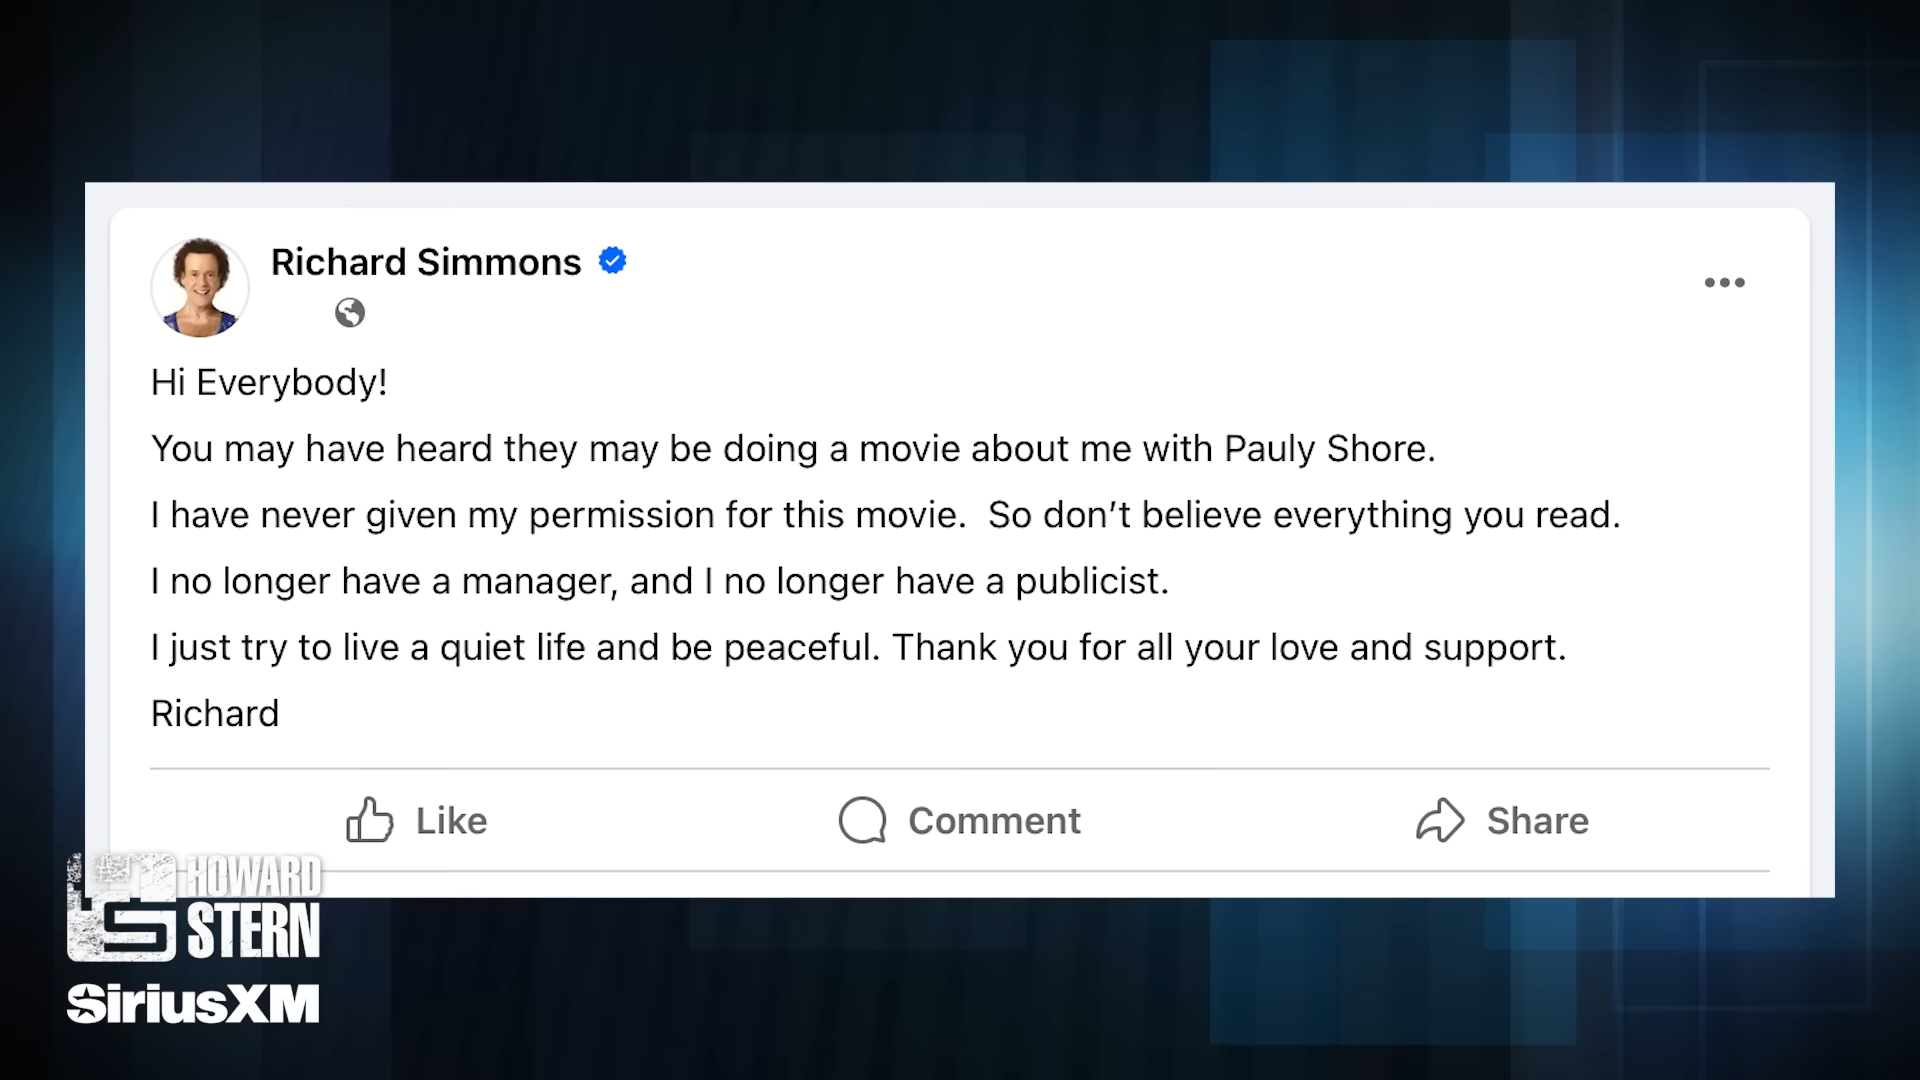 Richard Simmons
Hi Everybody!
You may have heard they may be doing a movie about me with Pauly Shore.
I have never given my permission for this movie.  So don’t believe everything you read.
I no longer have a manager, and I no longer have a publicist.
I just try to live a quiet life and be peaceful. Thank you for all your love and support.
Richard
Like
Comment
Share
HOWARD
STERN
SiriusXM